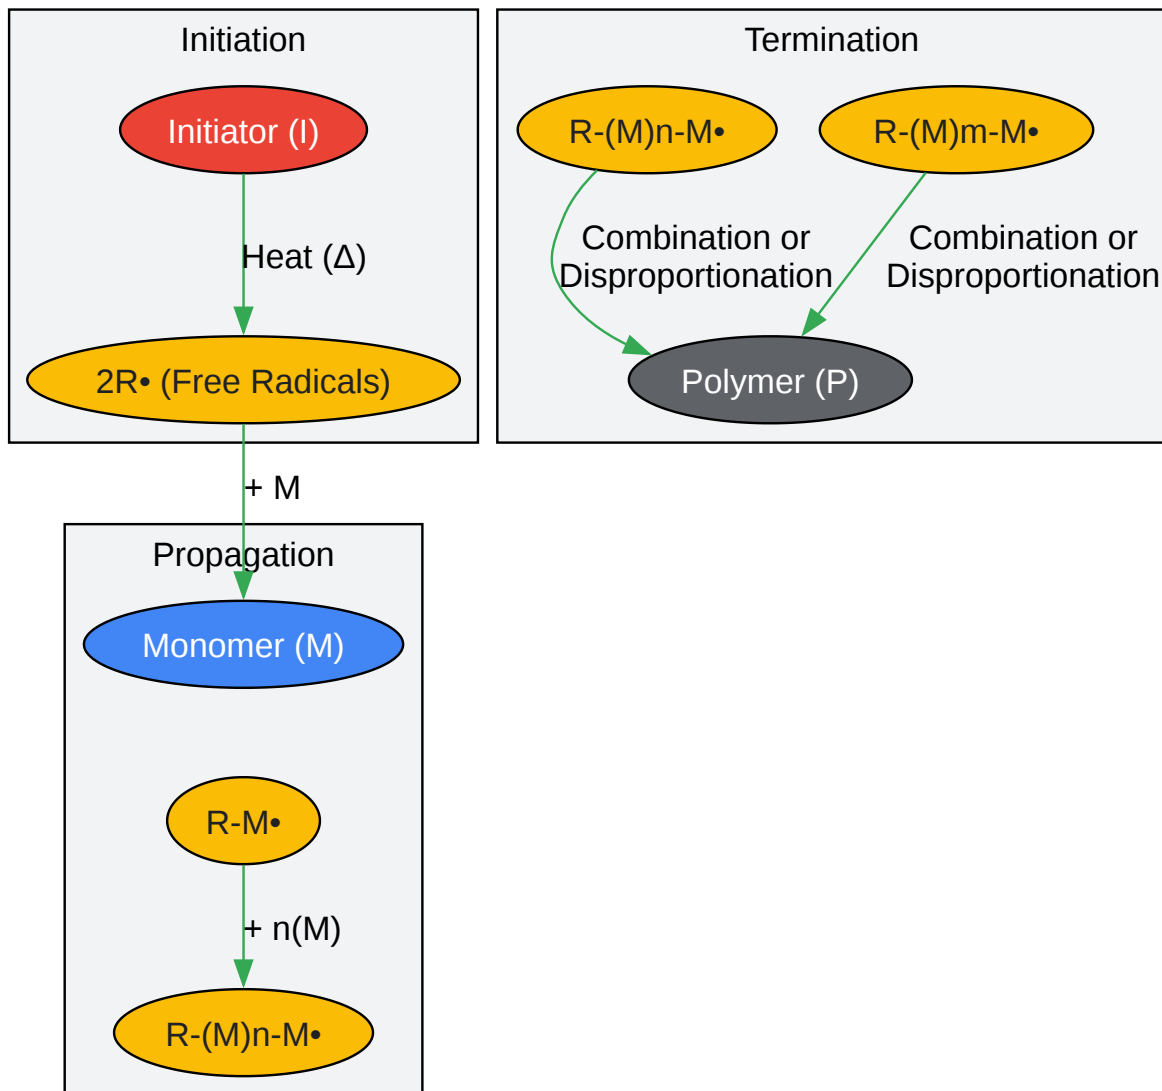 Initiation
Initiator (I)
Heat (Δ)
2R• (Free Radicals)
+ M
Propagation
Monomer (M)
R-M•
+ n(M)
R-(M)n-M•
Termination
R-(M)n-M•
R-(M)m-M•
Combination or
Disproportionation
Combination or
Disproportionation
Polymer (P)